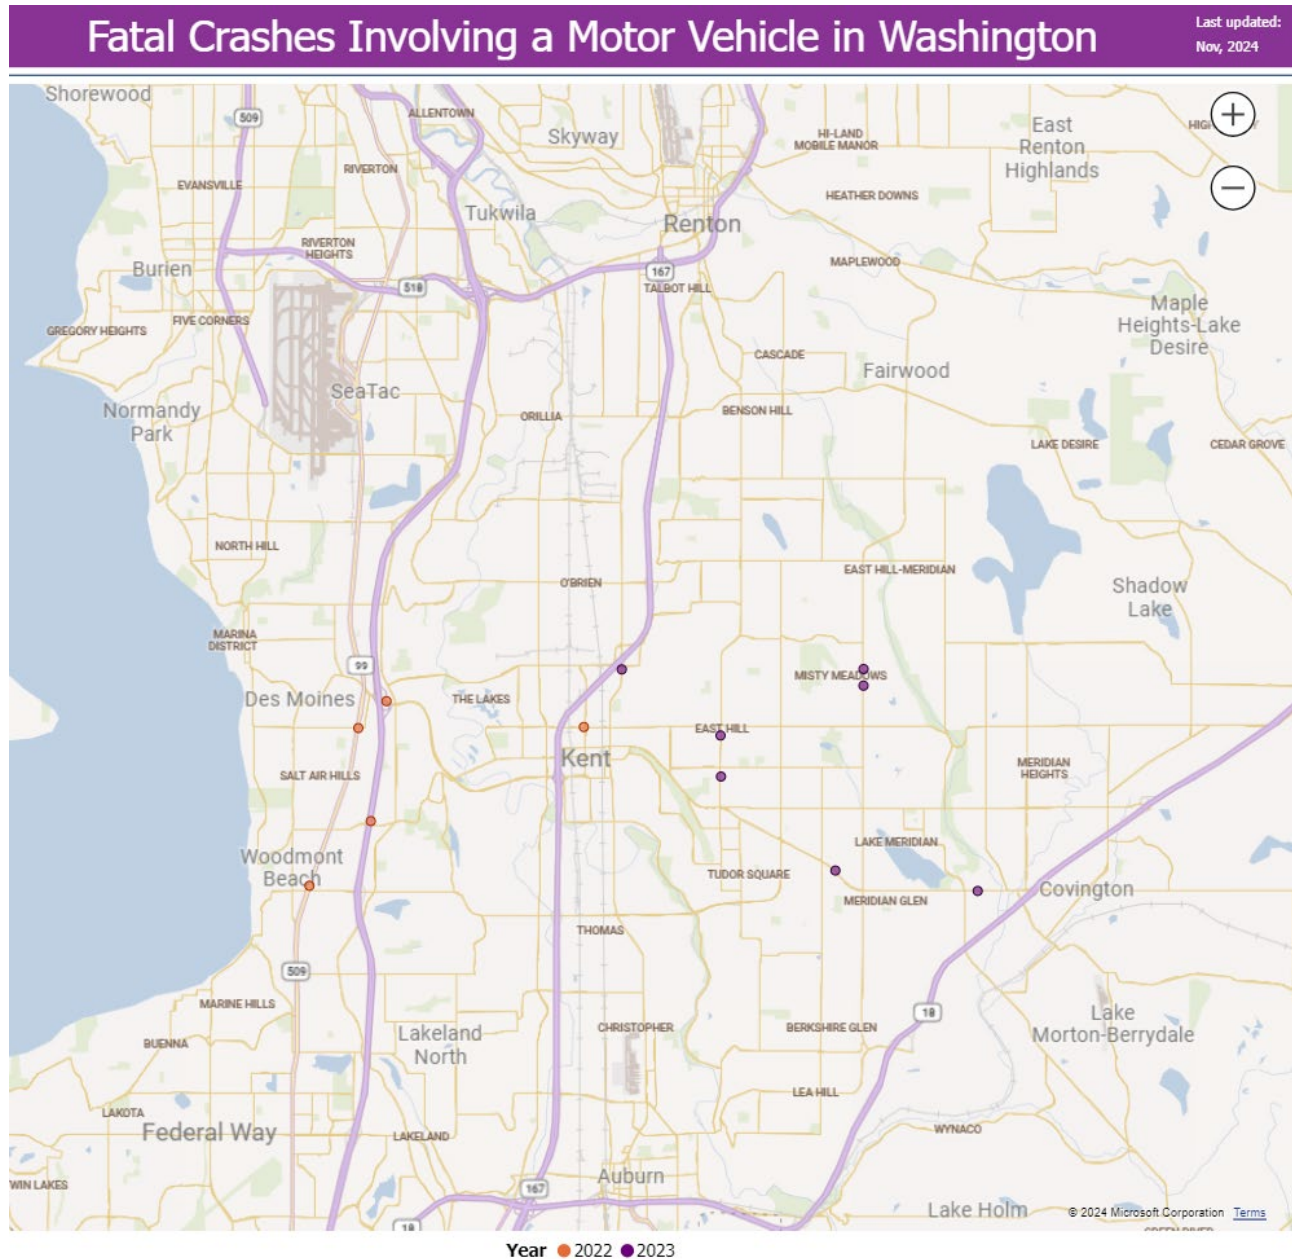 Fatal Crashes Involving a Motor Vehicle in Washington
Last updated:
Nov, 2024
Shorewood
509
ALLENTOWN
Skyway
HI-LAND
MOBILE MANOR
East
Renton
Highlands
RIVERTON
EVANSVILLE
HEATHER DOWNS
Tukwila
Renton
RIVERTON
HEIGHTS
Burien
MAPLEWOOD
167
TALBOT HILL
518
Maple
Heights-Lake
Desire
FIVE CORNERS
GREGORY HEIGHTS
CASCADE
Fairwood
SeaTac
Normandy
Park
ORILLIA
BENSON HILL
LAKE DESIRE
CEDAR GROVE
NORTH HILL
O'BRIEN
EAST HILL-MERIDIAN
Shadow
Lake
MARINA
DISTRICT
99
MISTY MEADOWS
Des Moines
THE LAKES
EAST HILL
Kent
SALT AIR HILLS
MERIDIAN
HEIGHTS
LAKE MERIDIAN
Woodmont
Beach
TUDOR SQUARE
Covington
MERIDIAN GLEN
THOMAS
509
MARINE HILLS
18
Lake
Morton-Berrydale
CHRISTOPHER
BERKSHIRE GLEN
Lakeland
North
BUENNA
LEA HILL
LAKOTA
Federal Way
LAKELAND
WYNACO
Auburn
WIN LAKES
167
Lake Holm
© 2024 Microsoft Corporation Terms
18
Year 2022 2023